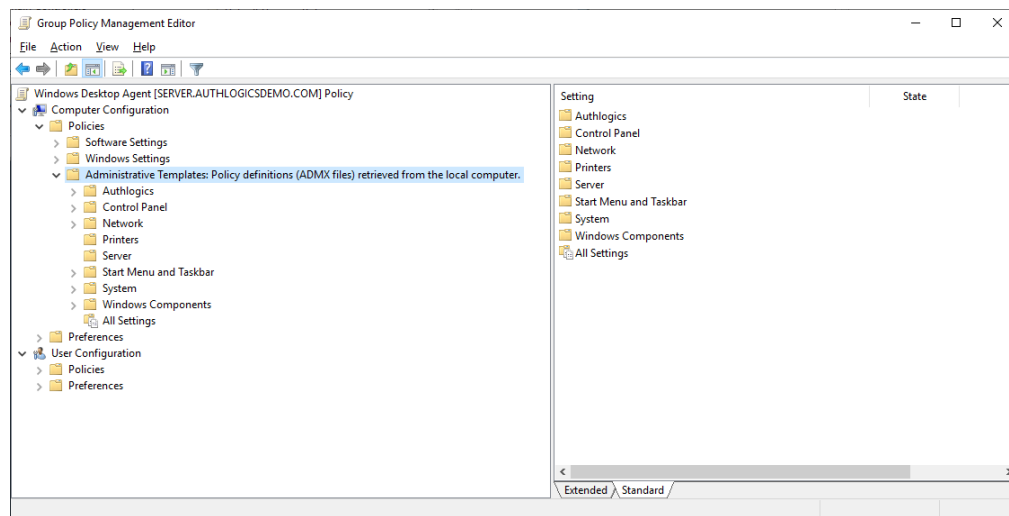 Group Policy Management Editor
File Action View Help
Windows Desktop Agent [SERVER.AUTHLOGICSDEMO.COM] Policy
Computer Configuration
Policies
Software Settings
Windows Settings
Administrative Templates: Policy definitions (ADMX files) retrieved from the local computer.
Authlogics
Control Panel
Network
Printers
Server
Start Menu and Taskbar
System
Windows Components
All Settings
Preferences
User Configuration
Policies
Preferences
Setting State
Authlogics
Control Panel
Network
Printers
Server
Start Menu and Taskbar
System
Windows Components
All Settings
Extended Standard